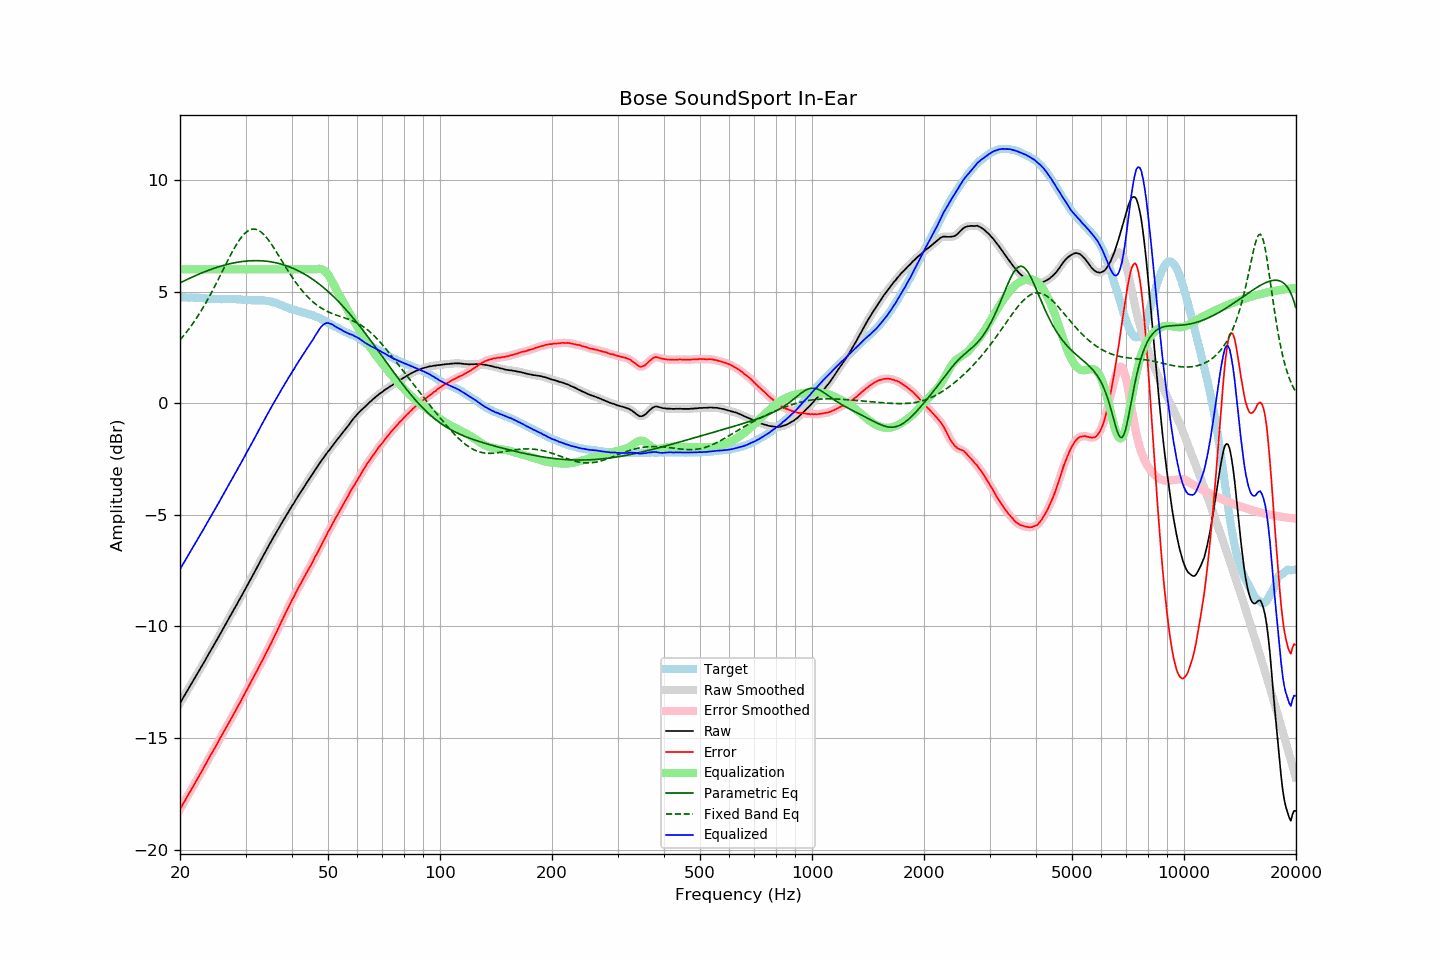 Bose SoundSport In-Ear
Amplitude (dBr)
10
5
0
−5
−10
−15
−20
Target
Raw Smoothed
Error Smoothed
Raw
Error
Equalization
Parametric Eq
Fixed Band Eq
Equalized
20 50 100 200 500 1000 2000 5000 10000 20000
Frequency (Hz)